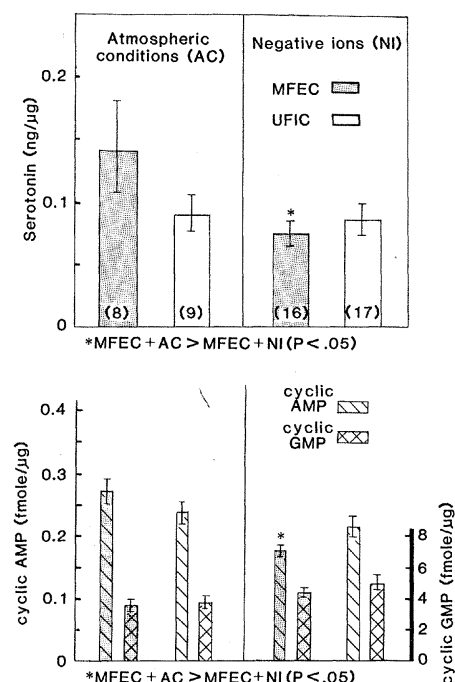 Atmospheric
conditions (AC)
Negative ions (NI)
MFEC
UFIC
Serotonin (ng/µg)
0.2
0.1
0
*
(8)
(9)
(16)
(17)
*MFEC+AC>MFEC+NI(P<.05)
cyclic
AMP
cyclic
GMP
cyclic AMP (fmole/µg)
0.4
0.3
0.2
0.1
0
*
8
6
4
2
0
cyclic GMP (fmole/µg)
*MFEC+AC>MFEC+NI(P<.05)